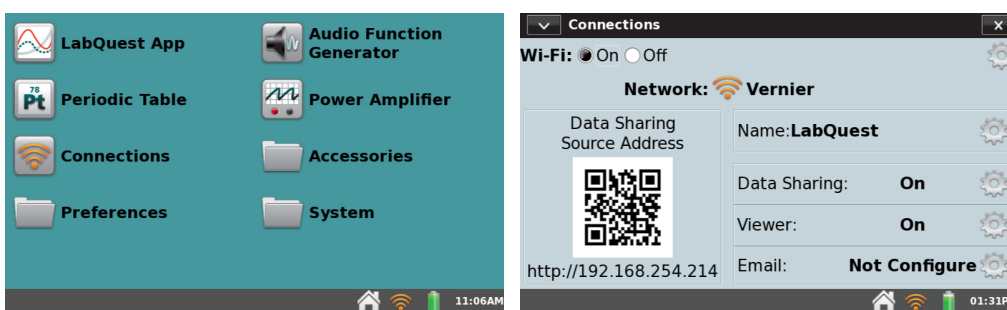 LabQuest App
Audio Function
Generator
78
Pt
Periodic Table
Power Amplifier
Connections
Accessories
Preferences
System
11:06AM
Connections
x
Wi-Fi: On Off
Network: Vernier
Data Sharing
Source Address
http://192.168.254.214
Name:LabQuest
Data Sharing: On
Viewer: On
Email: Not Configure
01:31P